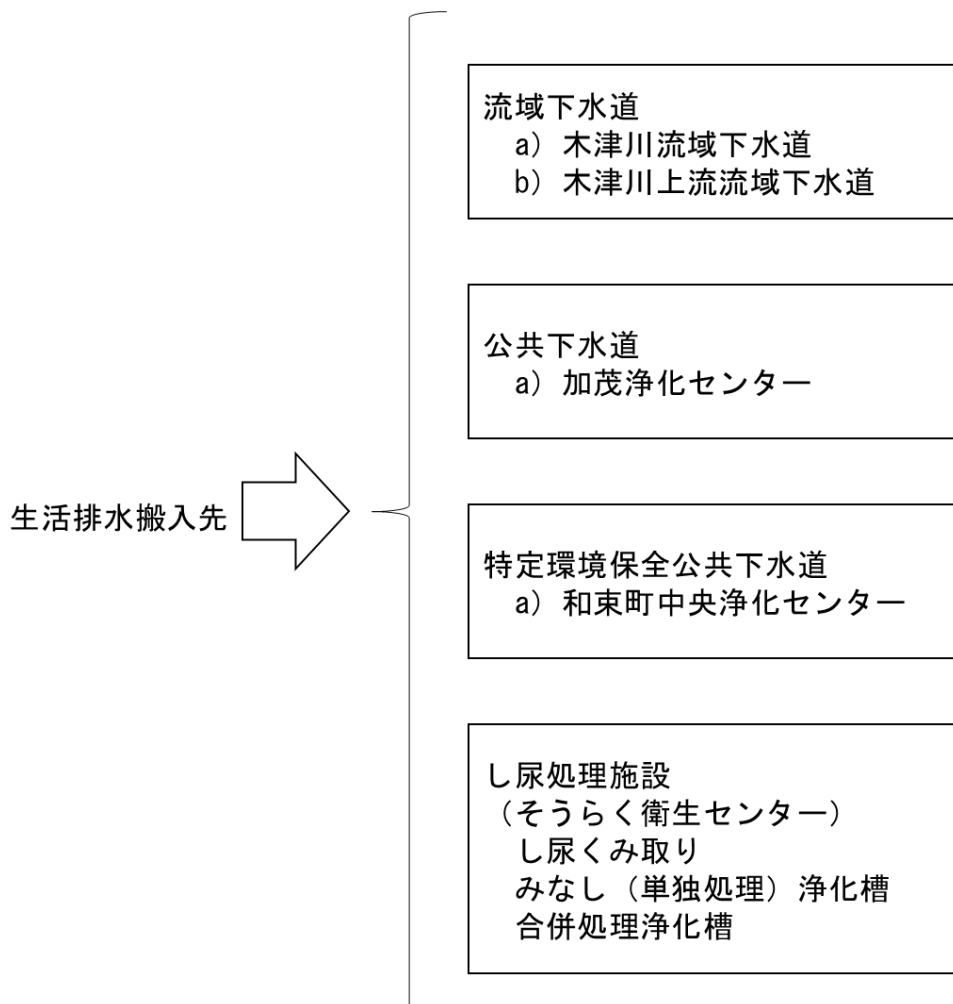 生活排水搬入先
流域下水道
a）木津川流域下水道
b）木津川上流流域下水道
公共下水道
a）加茂浄化センター
特定環境保全公共下水道
a）和束町中央浄化センター
し尿処理施設
（そうらく衛生センター）
し尿くみ取り
みなし（単独処理）浄化槽
合併処理浄化槽